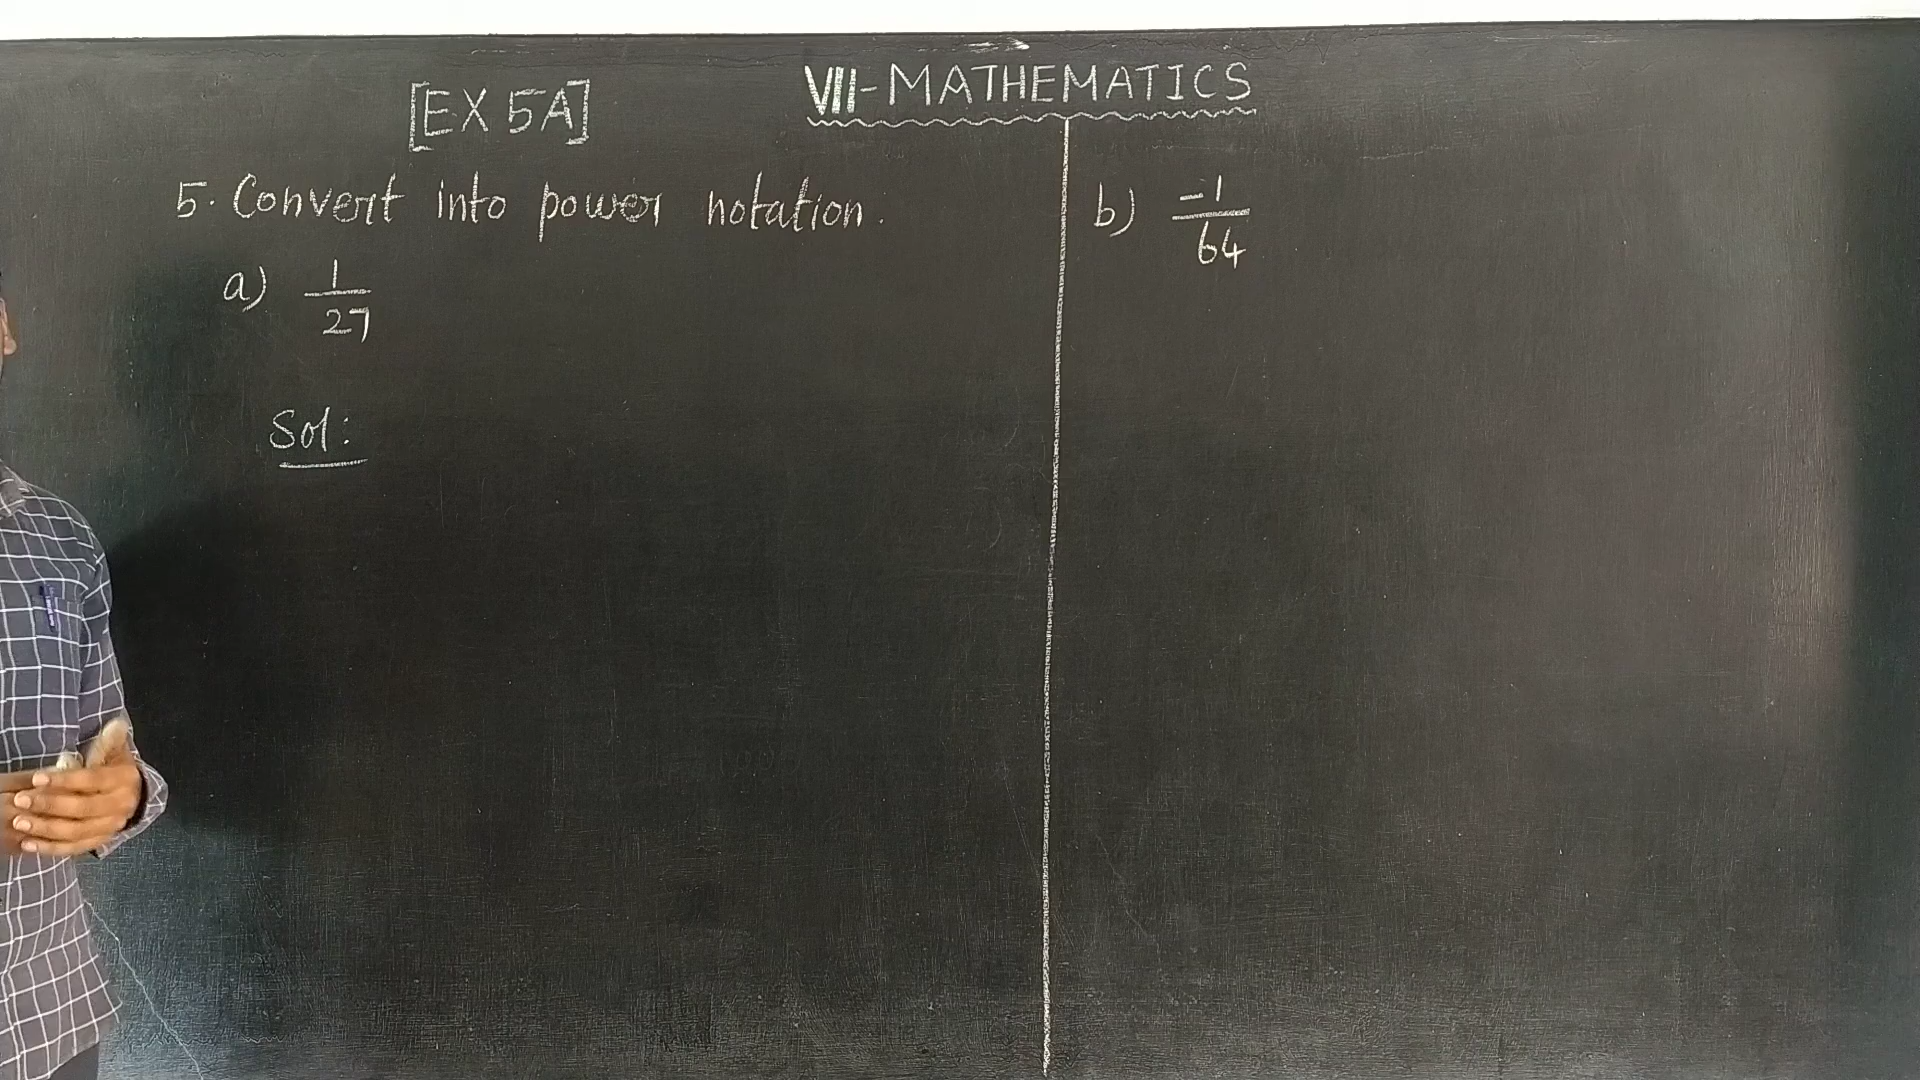 [EX 5A]
VII-MATHEMATICS
5. Convert into power notation.
a) 1/27
Sol:
b) -1/64